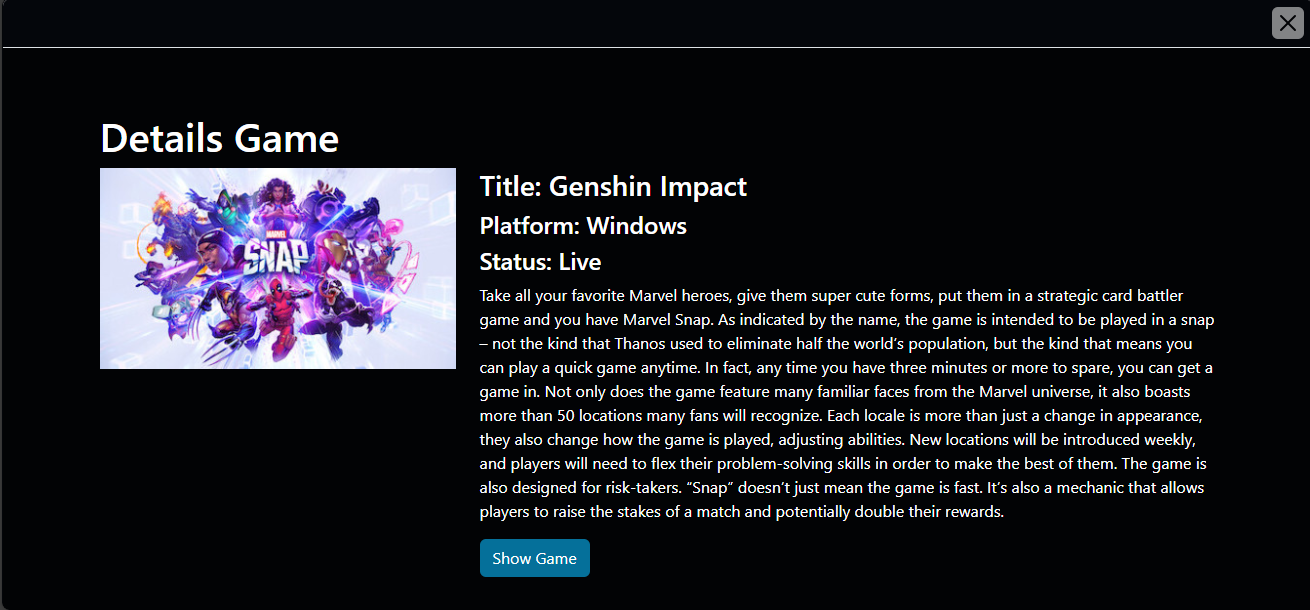 Details Game
MARVEL
SNAP
Title: Genshin Impact
Platform: Windows
Status: Live
Take all your favorite Marvel heroes, give them super cute forms, put them in a strategic card battler
game and you have Marvel Snap. As indicated by the name, the game is intended to be played in a snap
– not the kind that Thanos used to eliminate half the world’s population, but the kind that means you
can play a quick game anytime. In fact, any time you have three minutes or more to spare, you can get a
game in. Not only does the game feature many familiar faces from the Marvel universe, it also boasts
more than 50 locations many fans will recognize. Each locale is more than just a change in appearance,
they also change how the game is played, adjusting abilities. New locations will be introduced weekly,
and players will need to flex their problem-solving skills in order to make the best of them. The game is
also designed for risk-takers. “Snap” doesn’t just mean the game is fast. It’s also a mechanic that allows
players to raise the stakes of a match and potentially double their rewards.
Show Game